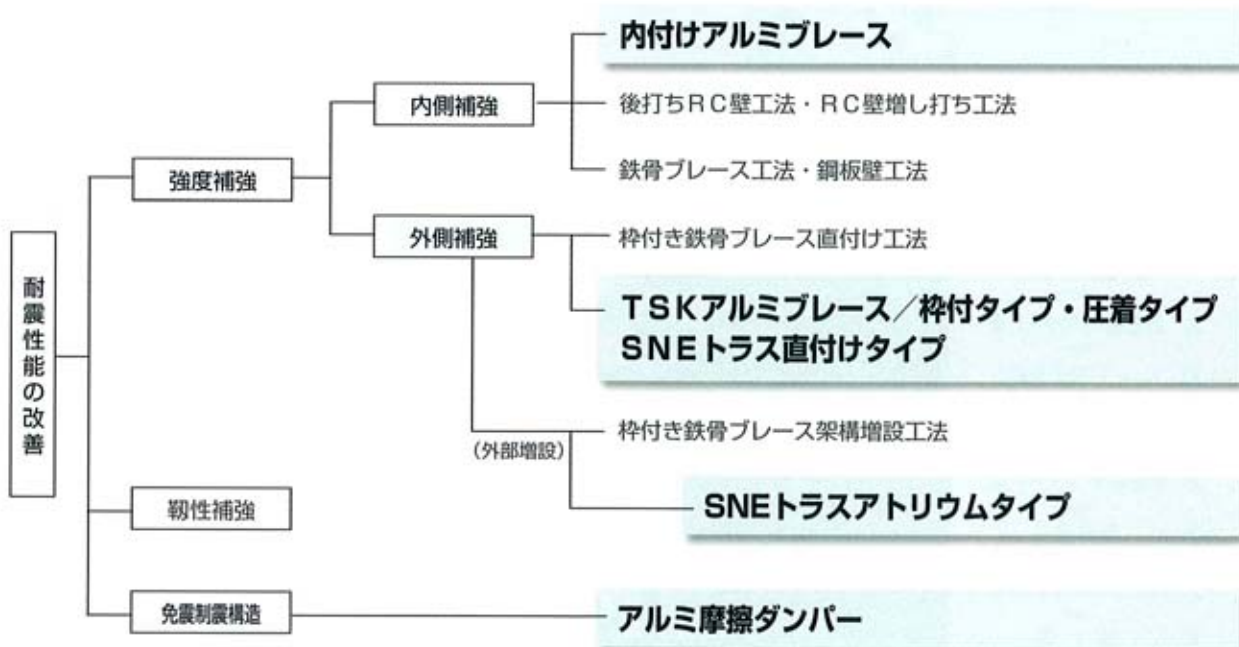 耐震性能の改善
強度補強
内側補強
内付けアルミブレース
後打ちRC壁工法・RC壁増し打ち工法
鉄骨ブレース工法・鋼板壁工法
外側補強
枠付き鉄骨ブレース直付け工法
TSKアルミブレース/枠付タイプ・圧着タイプ
SNEトラス直付けタイプ
(外部増設)
枠付き鉄骨ブレース架構増設工法
SNEトラスアトリウムタイプ
靱性補強
免震制震構造
アルミ摩擦ダンパー